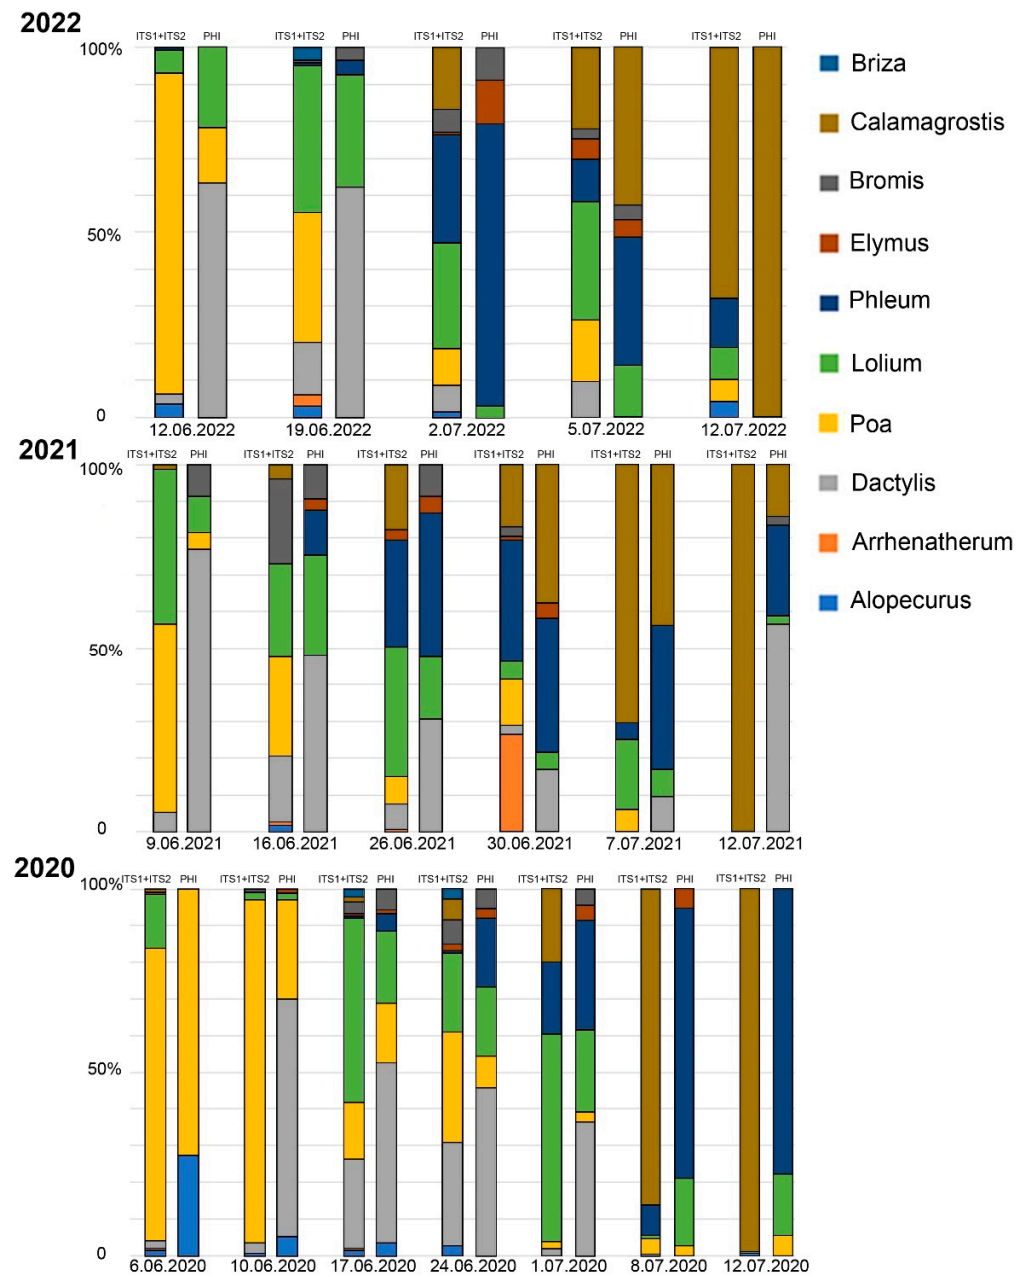 2022
ITS1+ITS2 PHI ITS1+ITS2 PHI ITS1+ITS2 PHI ITS1+ITS2 PHI ITS1+ITS2 PHI
100%
50%
0
12.06.2022 19.06.2022 2.07.2022 5.07.2022 12.07.2022
Briza
Calamagrostis
Bromis
Elymus
Phleum
Lolium
Poa
Dactylis
Arrhenatherum
Alopecurus
2021
ITS1+ITS2 PHI ITS1+ITS2 PHI ITS1+ITS2 PHI ITS1+ITS2 PHI ITS1+ITS2 PHI ITS1+ITS2 PHI
100%
50%
0
9.06.2021 16.06.2021 26.06.2021 30.06.2021 7.07.2021 12.07.2021
2020
ITS1+ITS2 PHI ITS1+ITS2 PHI ITS1+ITS2 PHI ITS1+ITS2 PHI ITS1+ITS2 PHI ITS1+ITS2 PHI ITS1+ITS2 PHI
100%
50%
0
6.06.2020 10.06.2020 17.06.2020 24.06.2020 1.07.2020 8.07.2020 12.07.2020